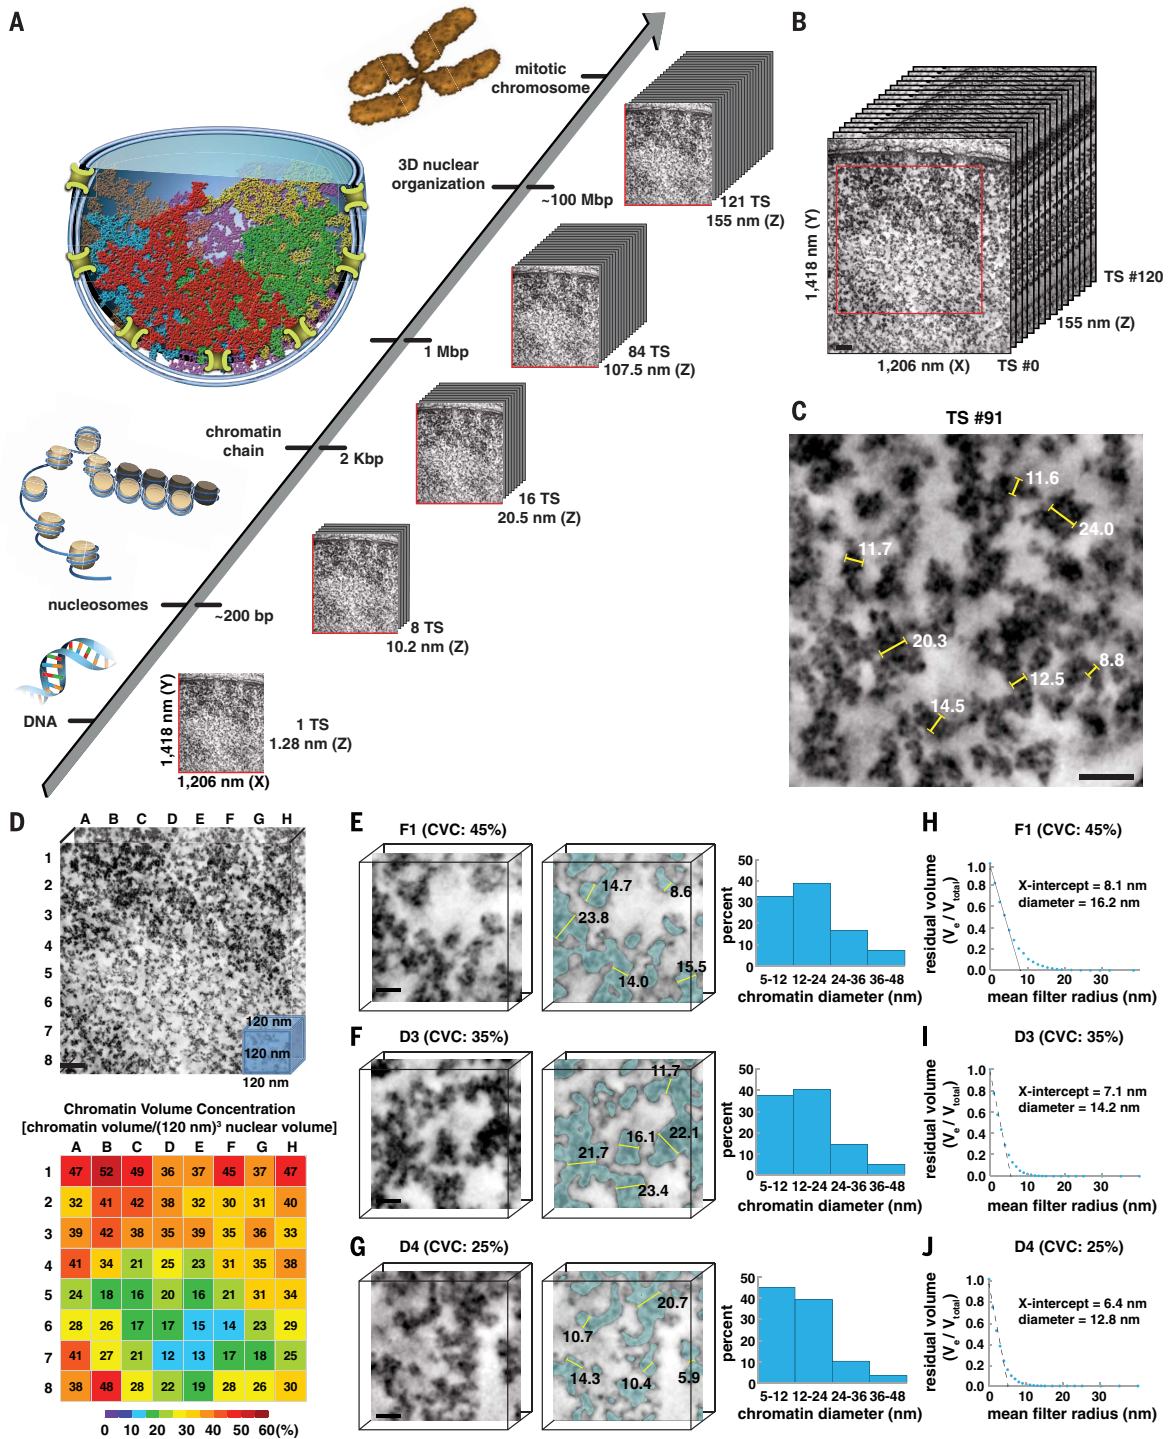 A
mitotic
chromosome
3D nuclear
organization
~100 Mbp
121 TS
155 nm (Z)
1 Mbp
84 TS
107.5 nm (Z)
chromatin
chain
2 Kbp
16 TS
20.5 nm (Z)
nucleosomes
~200 bp
8 TS
10.2 nm (Z)
DNA
1,418 nm (Y)
1 TS
1.28 nm (Z)
1,206 nm (X)
B
1,418 nm (Y)
TS #120
155 nm (Z)
1,206 nm (X)
TS #0
C
TS #91
11.6
24.0
11.7
20.3
8.8
12.5
14.5
D
A B C D E F G H
1
2
3
4
5
6
7
8
120 nm
120 nm
120 nm
Chromatin Volume Concentration
[chromatin volume/(120 nm)³ nuclear volume]
A B C D E F G H
1 47 52 49 36 37 45 37 47
2 32 41 42 38 32 30 31 40
3 39 42 38 35 39 35 36 33
4 41 34 21 25 23 31 35 38
5 24 18 16 20 16 21 31 34
6 28 26 17 17 15 14 23 29
7 41 27 21 12 13 17 18 25
8 38 48 28 22 19 28 26 30
0 10 20 30 40 50 60(%)
E
F1 (CVC: 45%)
14.7
8.6
23.8
14.0
15.5
percent
50
40
30
20
10
0
5-12 12-24 24-36 36-48
chromatin diameter (nm)
F
D3 (CVC: 35%)
11.7
16.1
22.1
21.7
23.4
percent
50
40
30
20
10
0
5-12 12-24 24-36 36-48
chromatin diameter (nm)
G
D4 (CVC: 25%)
20.7
10.7
14.3
10.4
5.9
percent
50
40
30
20
10
0
5-12 12-24 24-36 36-48
chromatin diameter (nm)
H
F1 (CVC: 45%)
residual volume
(Ve / Vtotal)
1.0
0.8
0.6
0.4
0.2
0.0
X-intercept = 8.1 nm
diameter = 16.2 nm
0 10 20 30
mean filter radius (nm)
I
D3 (CVC: 35%)
residual volume
(Ve / Vtotal)
1.0
0.8
0.6
0.4
0.2
0.0
X-intercept = 7.1 nm
diameter = 14.2 nm
0 10 20 30
mean filter radius (nm)
J
D4 (CVC: 25%)
residual volume
(Ve / Vtotal)
1.0
0.8
0.6
0.4
0.2
0.0
X-intercept = 6.4 nm
diameter = 12.8 nm
0 10 20 30
mean filter radius (nm)